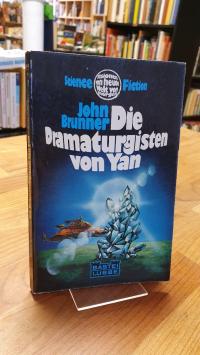 Science Fiction
John
Brunner
Die
Dramaturgisten
von Yan
BASTEI
LÜBBE